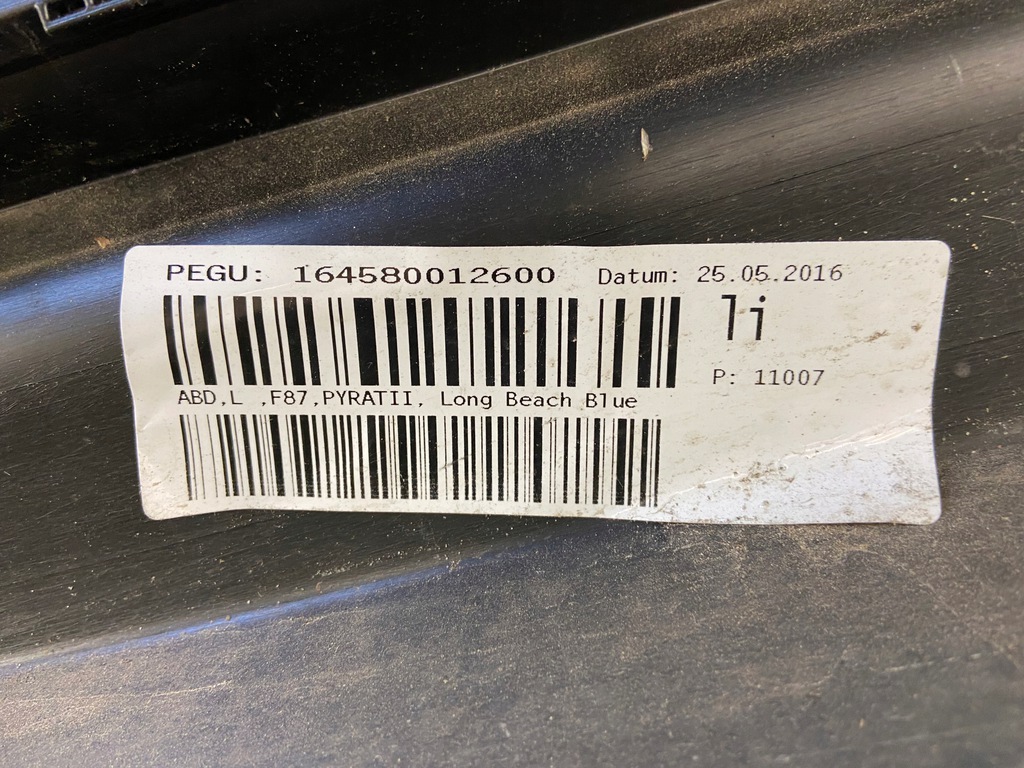 PEGU: 164580012600 Datum: 25.05.2016
li
P: 11007
ABD,L ,F87,PYRATII, Long Beach Blue